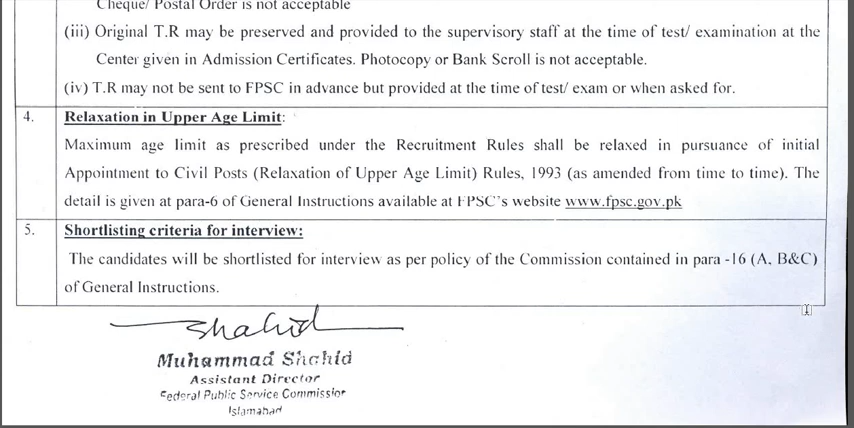 Cheque/ Postal Order is not acceptable
(iii) Original T.R may be preserved and provided to the supervisory staff at the time of test/ examination at the
Center given in Admission Certificates. Photocopy or Bank Scroll is not acceptable.
(iv) T.R may not be sent to FPSC in advance but provided at the time of test/ exam or when asked for.
4. Relaxation in Upper Age Limit:
Maximum age limit as prescribed under the Recruitment Rules shall be relaxed in pursuance of initial
Appointment to Civil Posts (Relaxation of Upper Age Limit) Rules, 1993 (as amended from time to time). The
detail is given at para-6 of General Instructions available at FPSC's website www.fpsc.gov.pk
5. Shortlisting criteria for interview:
The candidates will be shortlisted for interview as per policy of the Commission contained in para -16 (A, B&C)
of General Instructions.
Shahid
Muhammad Shahid
Assistant Director
Federal Public Service Commission
Islamabad